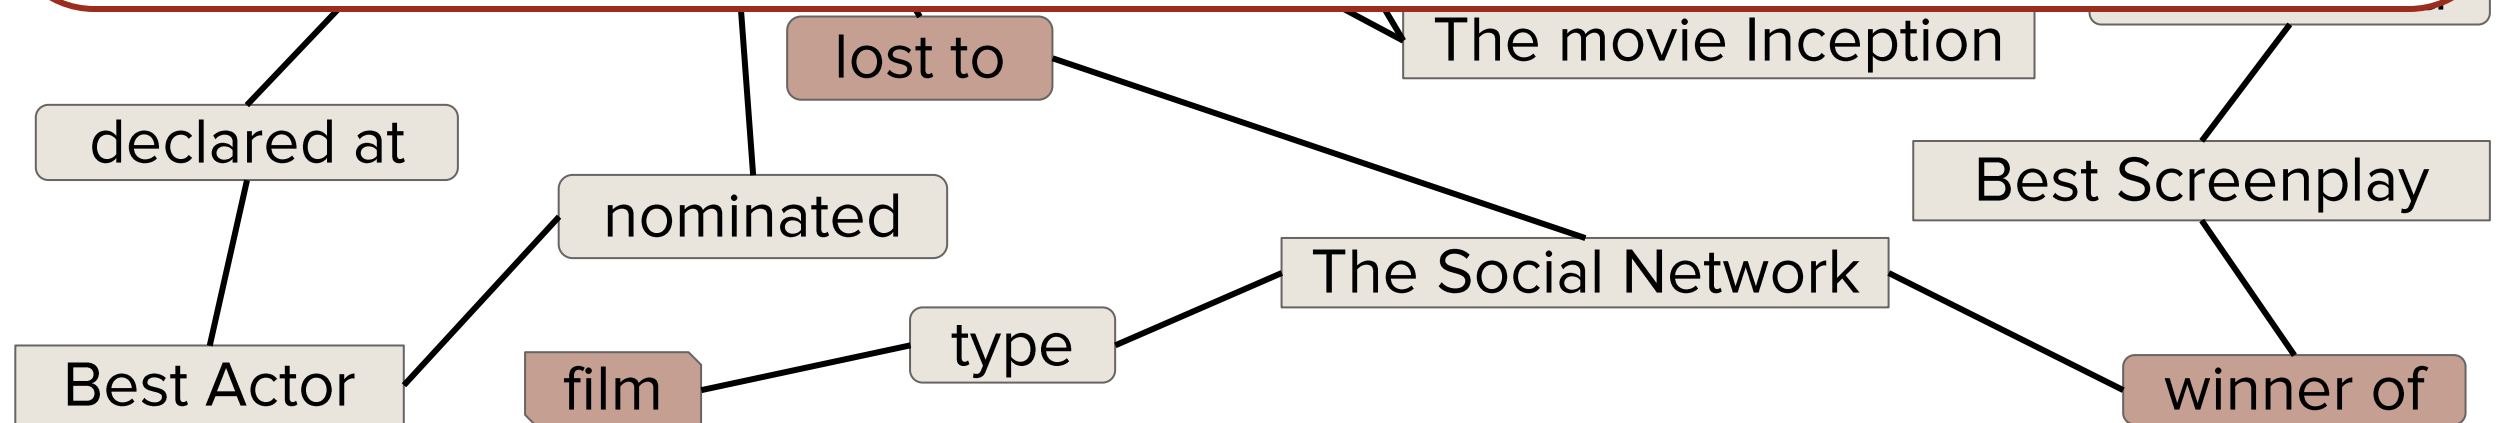 lost to
The movie Inception
declared at
nominated
Best Screenplay
The Social Network
type
Best Actor
film
winner of